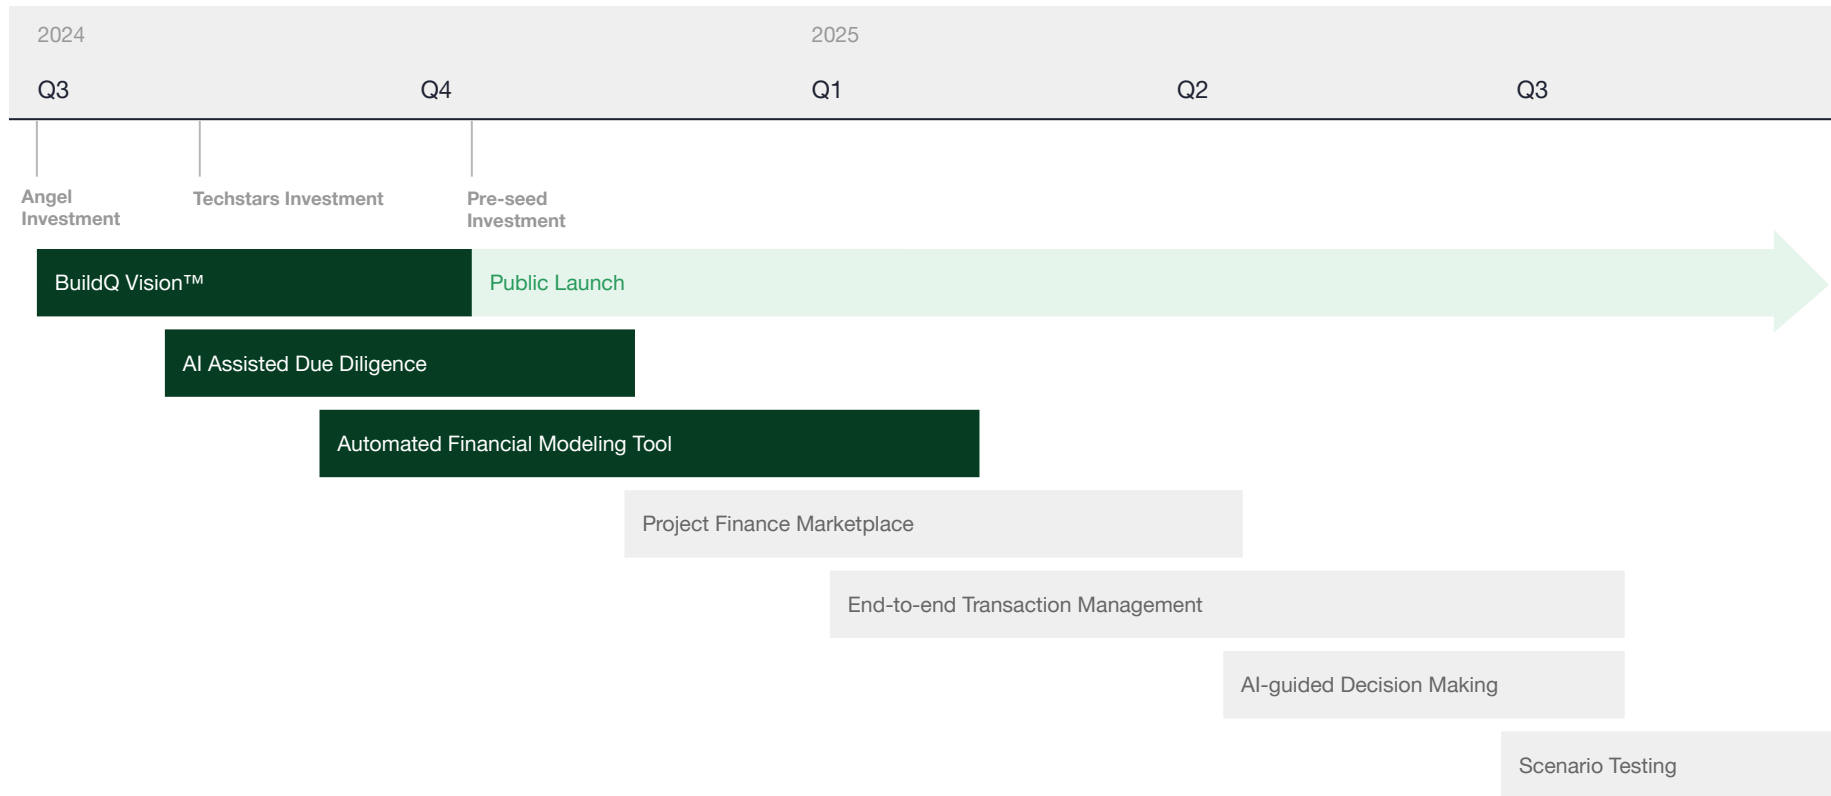 2024 2025
Q3 Q4 Q1 Q2 Q3
Angel
Investment
Techstars Investment
Pre-seed
Investment
BuildQ Vision™
Public Launch
AI Assisted Due Diligence
Automated Financial Modeling Tool
Project Finance Marketplace
End-to-end Transaction Management
AI-guided Decision Making
Scenario Testing